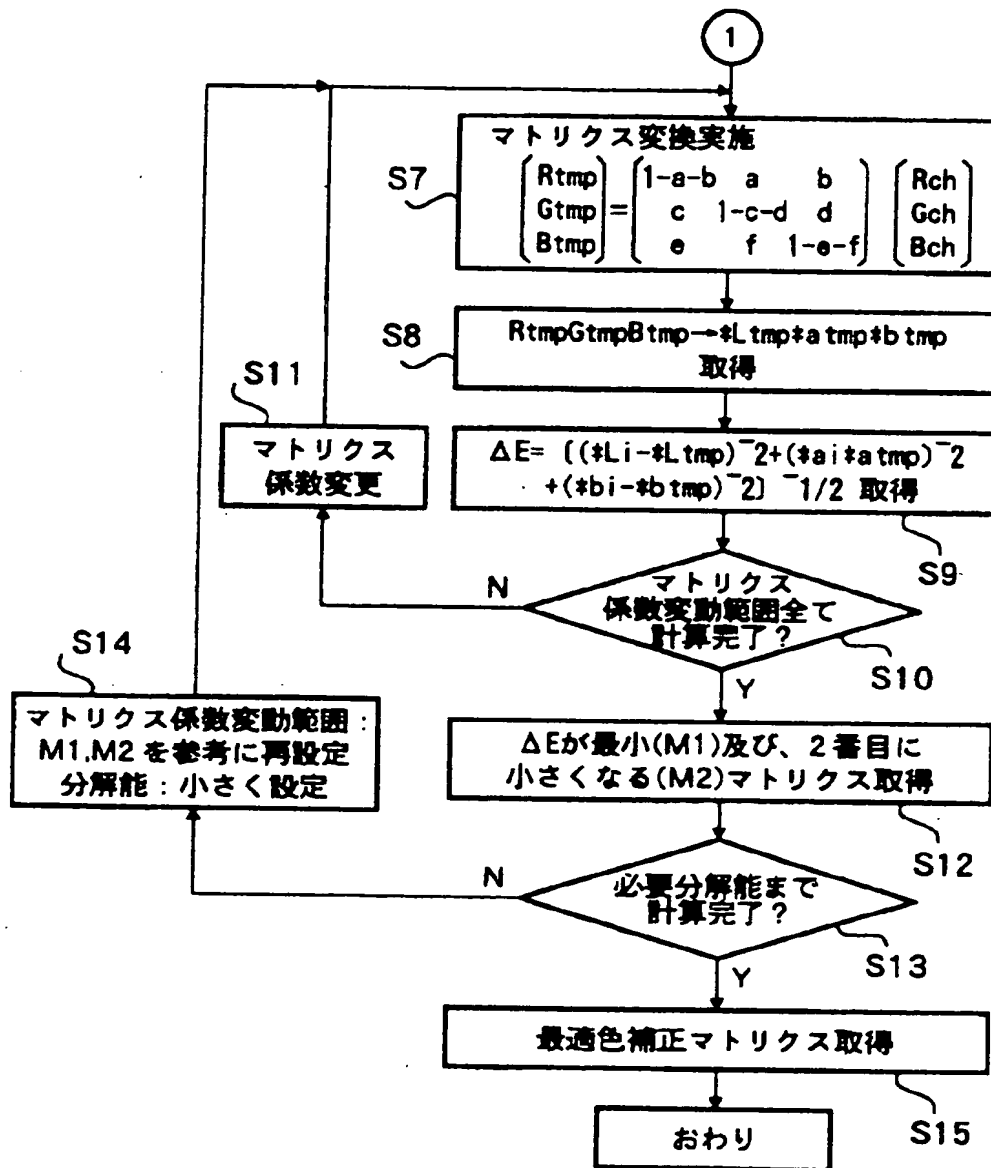 1
マトリクス変換実施
S7
Rtmp 1-a-b a b Rch
Gtmp = c 1-c-d d Gch
Btmp e f 1-e-f Bch
S8
RtmpGtmpBtmp→*Ltmp*atmp*btmp
取得
S11
マトリクス
係数変更
ΔE= [((*Li-*Ltmp)¯2+(*ai*atmp)¯2
+(*bi-*btmp)¯2] ¯1/2 取得
S9
N
マトリクス
係数変動範囲全て
計算完了?
S10
Y
S14
マトリクス係数変動範囲:
M1,M2を参考に再設定
分解能:小さく設定
ΔEが最小(M1)及び、2番目に
小さくなる(M2)マトリクス取得
S12
N
必要分解能まで
計算完了?
S13
Y
最適色補正マトリクス取得
S15
おわり